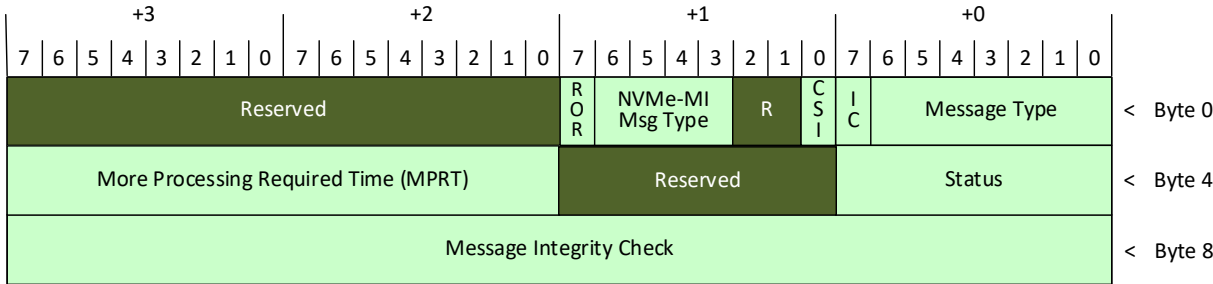 +3 +2 +1 +0
7 6 5 4 3 2 1 0 7 6 5 4 3 2 1 0 7 6 5 4 3 2 1 0 7 6 5 4 3 2 1 0
Reserved ROR NVMe-MI Msg Type R CSI IC Message Type < Byte 0
More Processing Required Time (MPRT) Reserved Status < Byte 4
Message Integrity Check < Byte 8